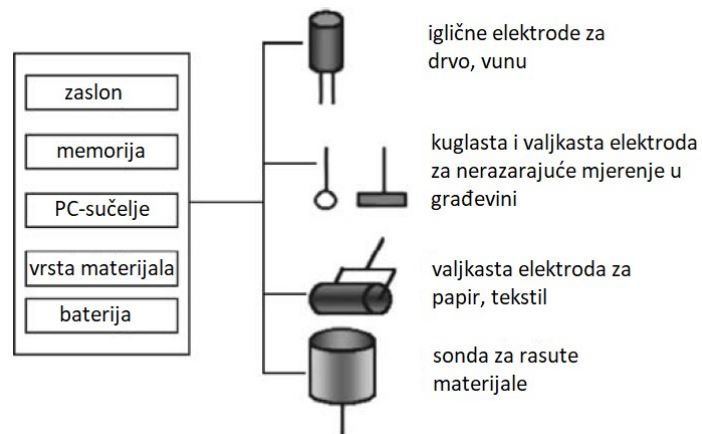 zaslon
memorija
PC-sučelje
vrsta materijala
baterija
iglične elektrode za
drvo, vunu
kuglasta i valjkasta elektroda
za nerazarajuće mjerenje u
građevini
valjkasta elektroda za
papir, tekstil
sonda za rasute
materijale